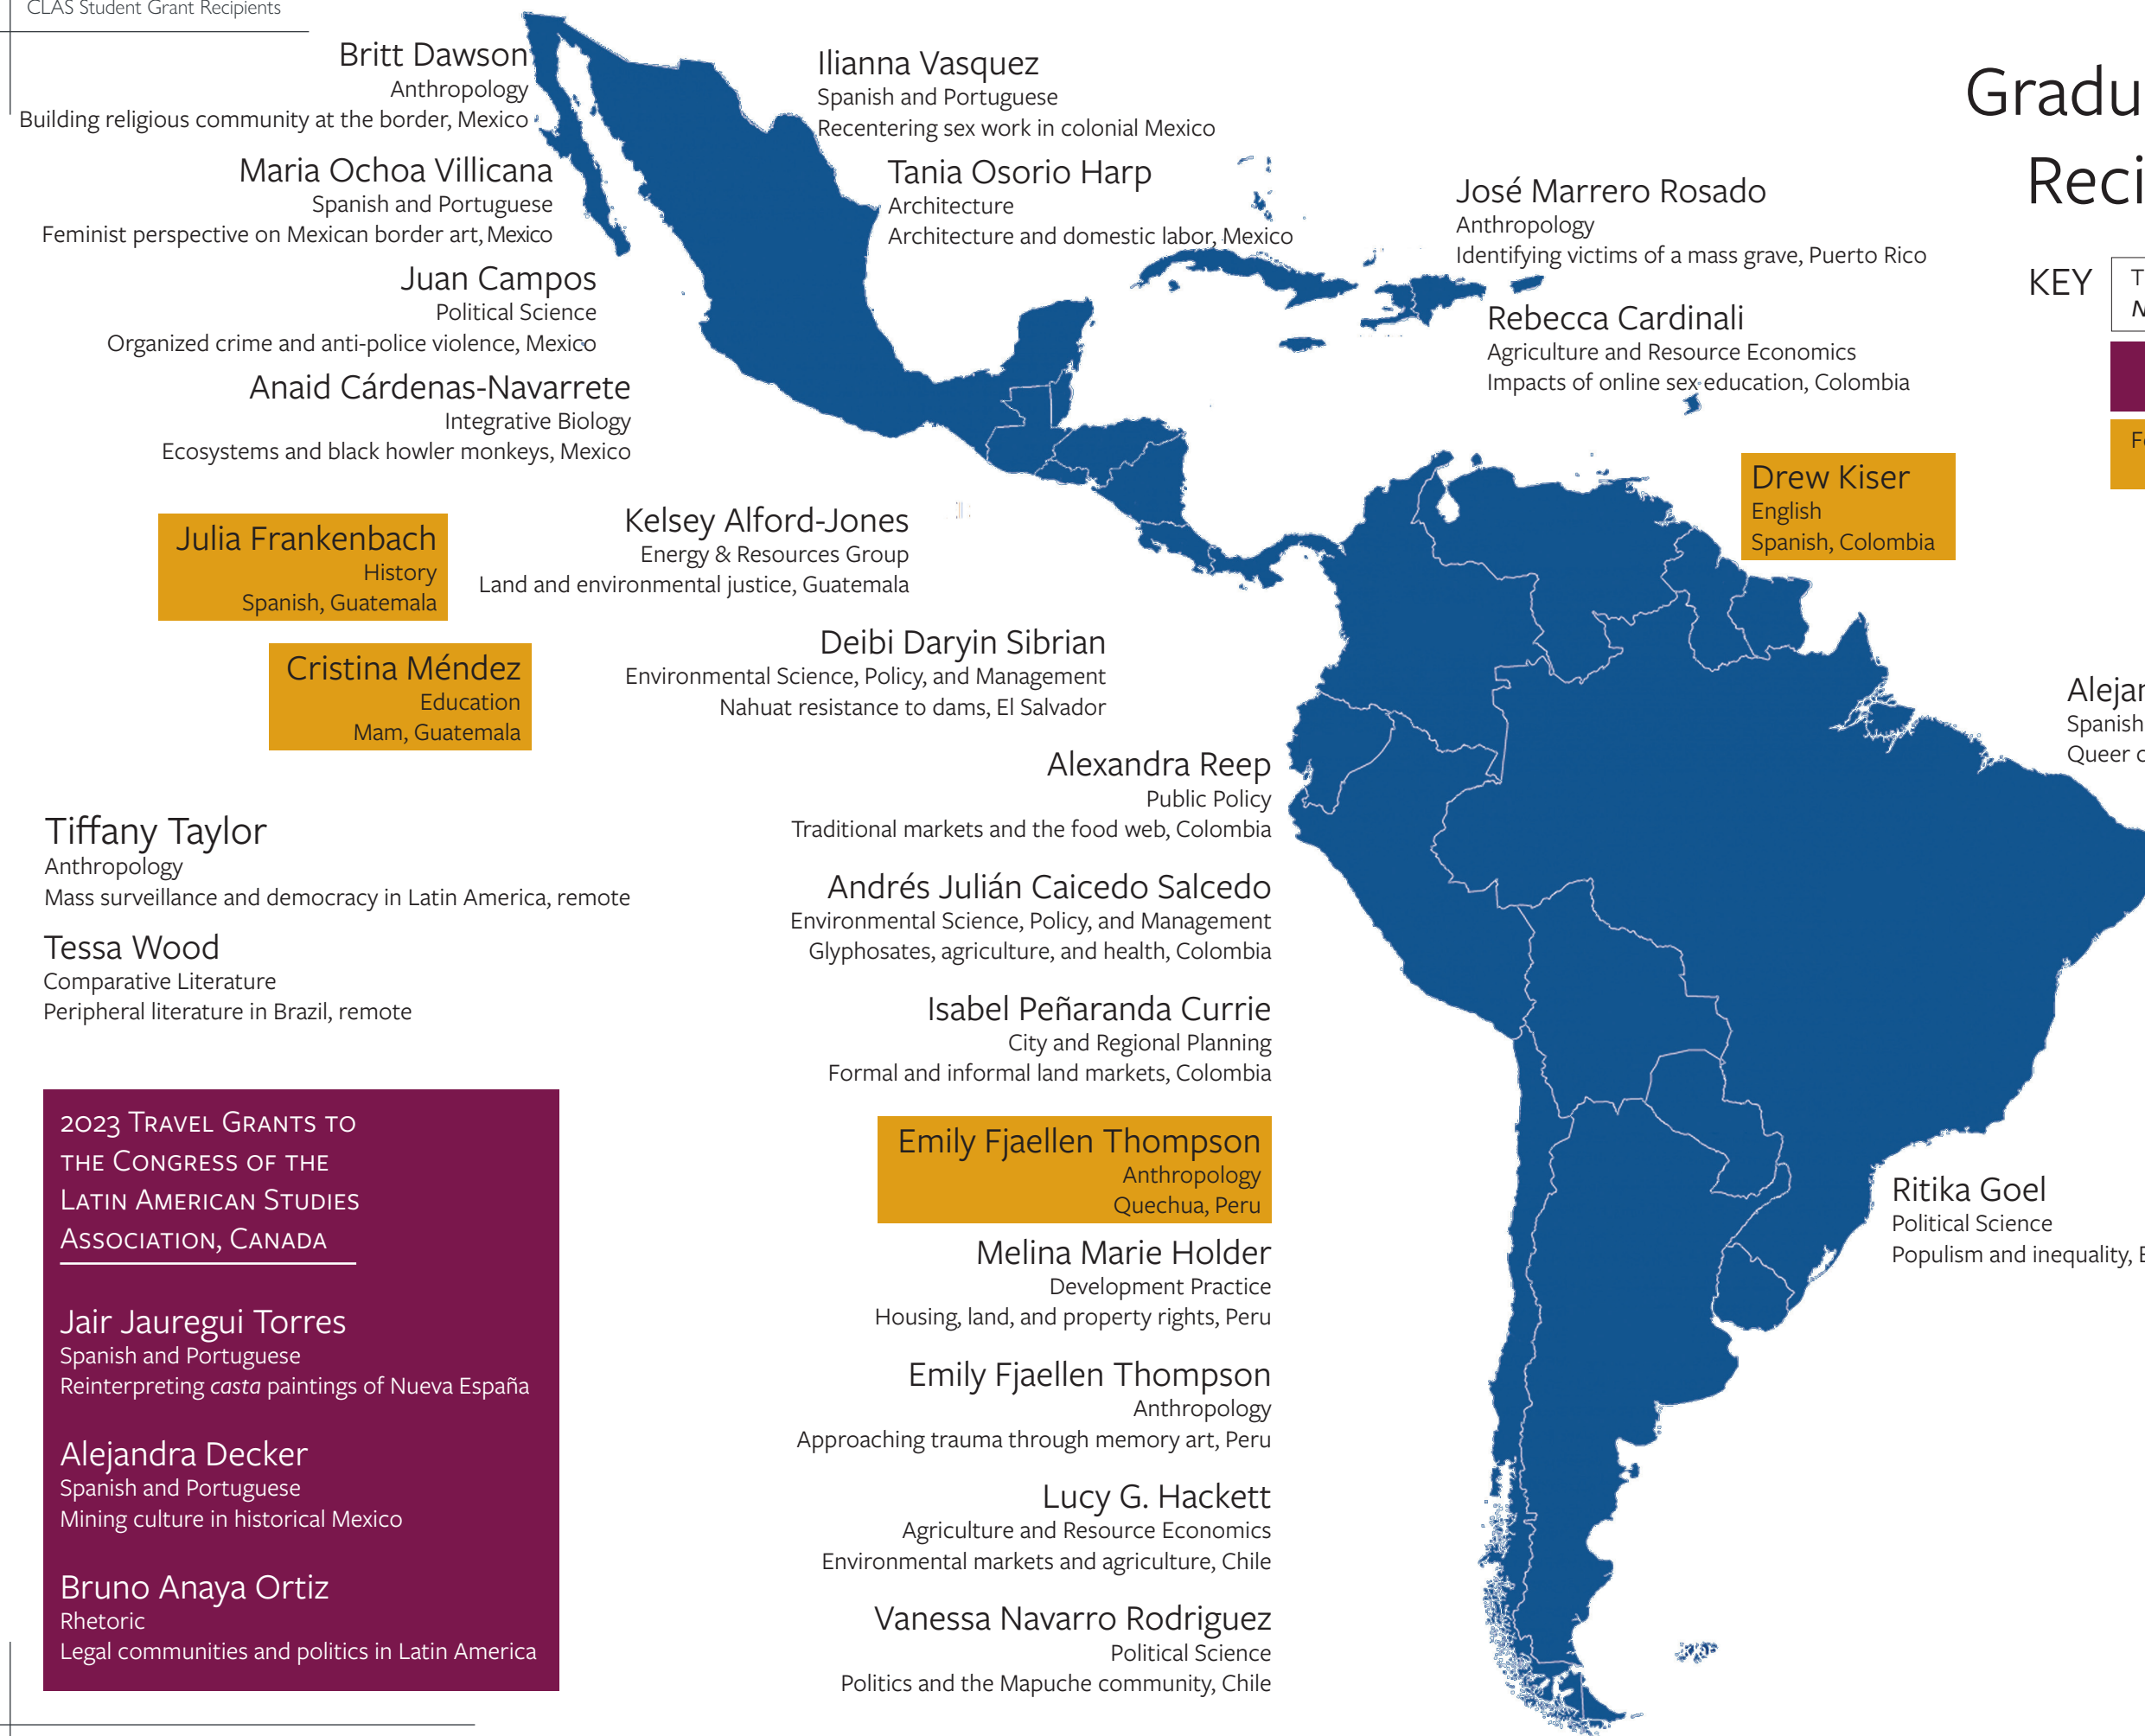 CLAS Student Grant Recipients
Britt Dawson
Anthropology
Building religious community at the border, Mexico
Maria Ochoa Villicana
Spanish and Portuguese
Feminist perspective on Mexican border art, Mexico
Juan Campos
Political Science
Organized crime and anti-police violence, Mexico
Anaid Cárdenas-Navarrete
Integrative Biology
Ecosystems and black howler monkeys, Mexico
Ilianna Vasquez
Spanish and Portuguese
Recentering sex work in colonial Mexico
Tania Osorio Harp
Architecture
Architecture and domestic labor, Mexico
José Marrero Rosado
Anthropology
Identifying victims of a mass grave, Puerto Rico
Rebecca Cardinali
Agriculture and Resource Economics
Impacts of online sex education, Colombia
Gradu
Reci
KEY
Drew Kiser
English
Spanish, Colombia
Julia Frankenbach
History
Spanish, Guatemala
Cristina Méndez
Education
Mam, Guatemala
Kelsey Alford-Jones
Energy & Resources Group
Land and environmental justice, Guatemala
Deibi Daryin Sibrian
Environmental Science, Policy, and Management
Nahuat resistance to dams, El Salvador
Alejan
Spanish
Queer
Alexandra Reep
Public Policy
Traditional markets and the food web, Colombia
Andrés Julián Caicedo Salcedo
Environmental Science, Policy, and Management
Glyphosates, agriculture, and health, Colombia
Isabel Peñaranda Currie
City and Regional Planning
Formal and informal land markets, Colombia
Emily Fjaellen Thompson
Anthropology
Quechua, Peru
Melina Marie Holder
Development Practice
Housing, land, and property rights, Peru
Emily Fjaellen Thompson
Anthropology
Approaching trauma through memory art, Peru
Lucy G. Hackett
Agriculture and Resource Economics
Environmental markets and agriculture, Chile
Vanessa Navarro Rodriguez
Political Science
Politics and the Mapuche community, Chile
Ritika Goel
Political Science
Populism and inequality,
Tiffany Taylor
Anthropology
Mass surveillance and democracy in Latin America, remote
Tessa Wood
Comparative Literature
Peripheral literature in Brazil, remote
2023 Travel Grants to
the Congress of the
Latin American Studies
Association, Canada
Jair Jauregui Torres
Spanish and Portuguese
Reinterpreting casta paintings of Nueva España
Alejandra Decker
Spanish and Portuguese
Mining culture in historical Mexico
Bruno Anaya Ortiz
Rhetoric
Legal communities and politics in Latin America